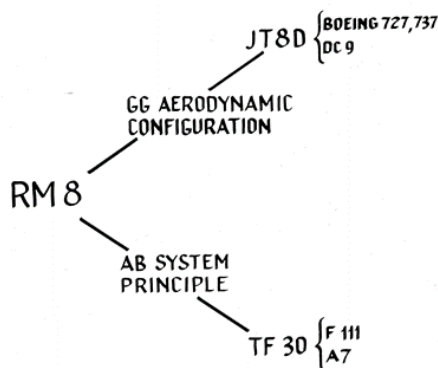 JT8D
BOEING 727,737
DC 9
GG AERODYNAMIC
CONFIGURATION
RM 8
AB SYSTEM
PRINCIPLE
TF 30
F 111
A7